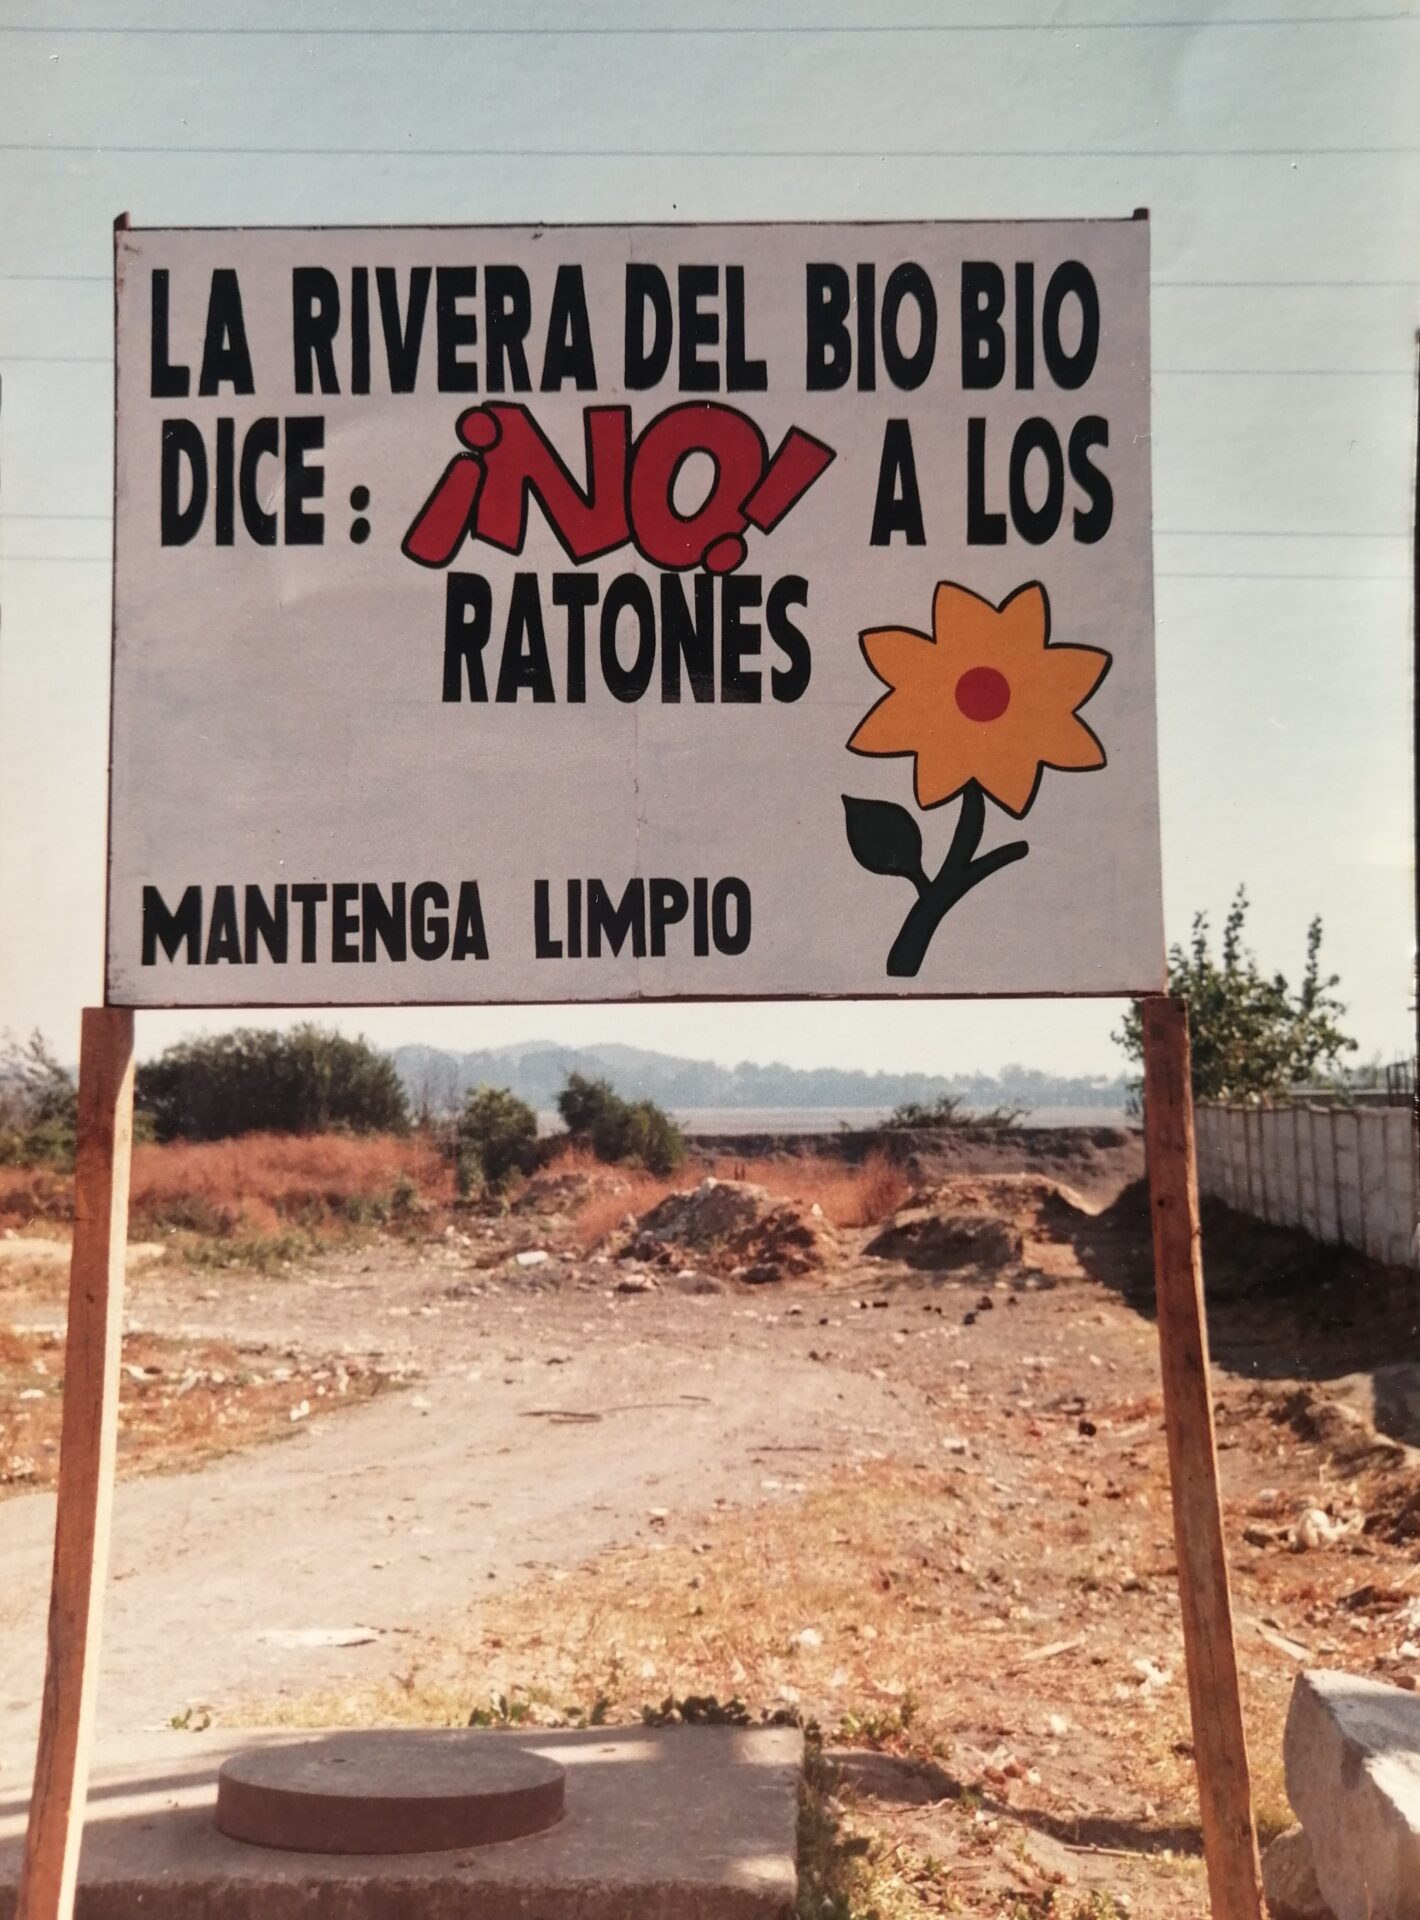 LA RIVERA DEL BIO BIO
DICE: ¡NO! A LOS
RATONES
MANTENGA LIMPIO